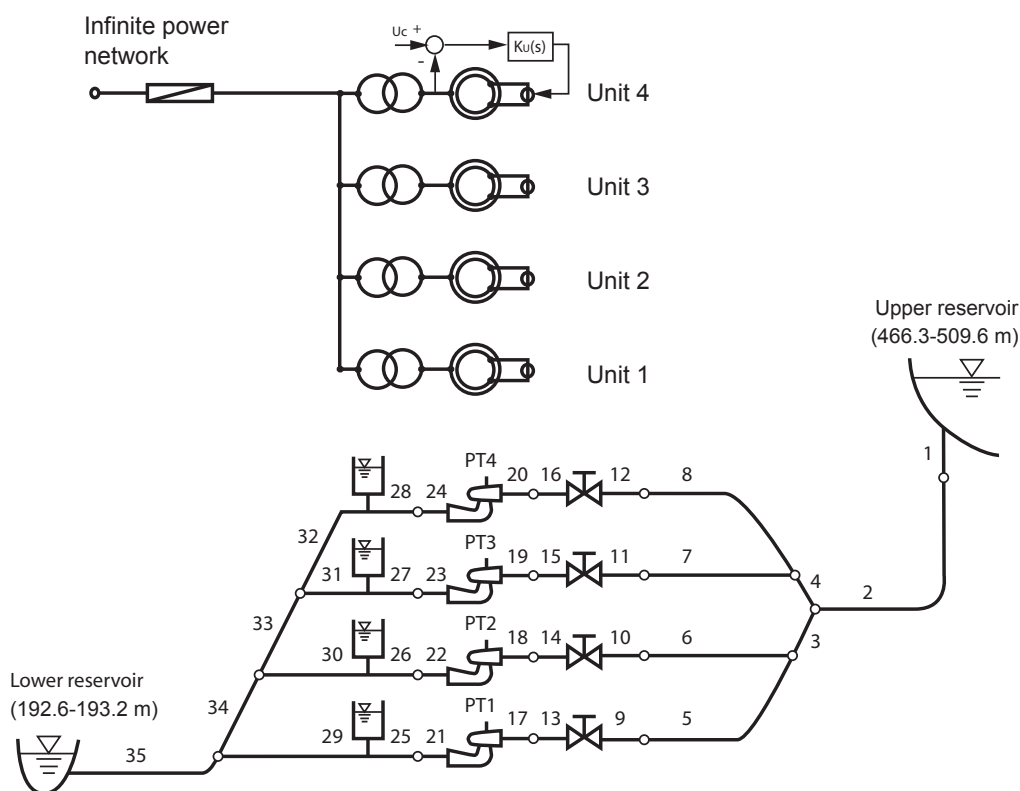 Infinite power
network
Uc
+
-
KU(s)
Unit 4
Unit 3
Unit 2
Unit 1
Upper reservoir
(466.3-509.6 m)
1
PT4
28 24 20 16 12 8
32
PT3
31 27 23 19 15 11 7 4
2
33
PT2
30 26 22 18 14 10 6 3
Lower reservoir
(192.6-193.2 m)
34
PT1
29 25 21 17 13 9 5
35